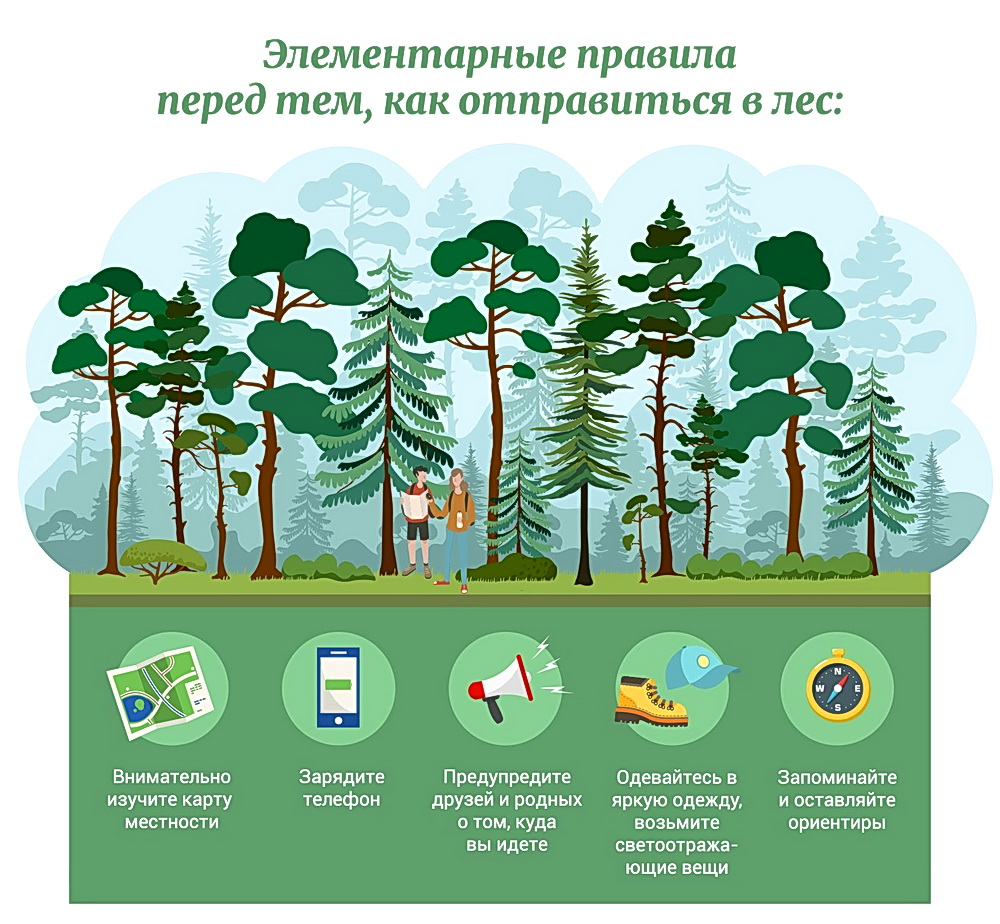 Элементарные правила
перед тем, как отправиться в лес:
N
W E
S
Внимательно
изучите карту
местности
Зарядите
телефон
Предупредите
друзей и родных
о том, куда
вы идете
Одевайтесь в
яркую одежду,
возьмите
светоотража-
ющие вещи
Запоминайте
и оставляйте
ориентиры